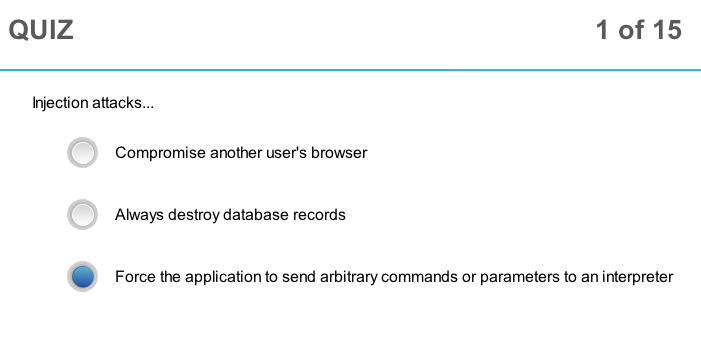 QUIZ
1 of 15
Injection attacks...
Compromise another user's browser
Always destroy database records
Force the application to send arbitrary commands or parameters to an interpreter